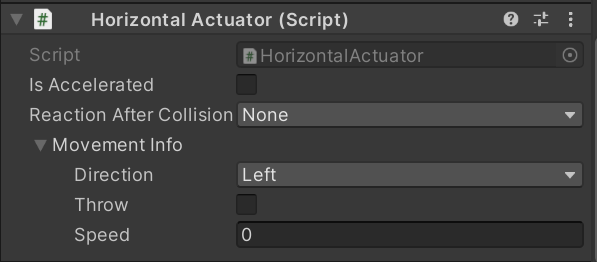 Horizontal Actuator (Script)
Script HorizontalActuator
Is Accelerated
Reaction After Collision None
Movement Info
Direction Left
Throw
Speed 0